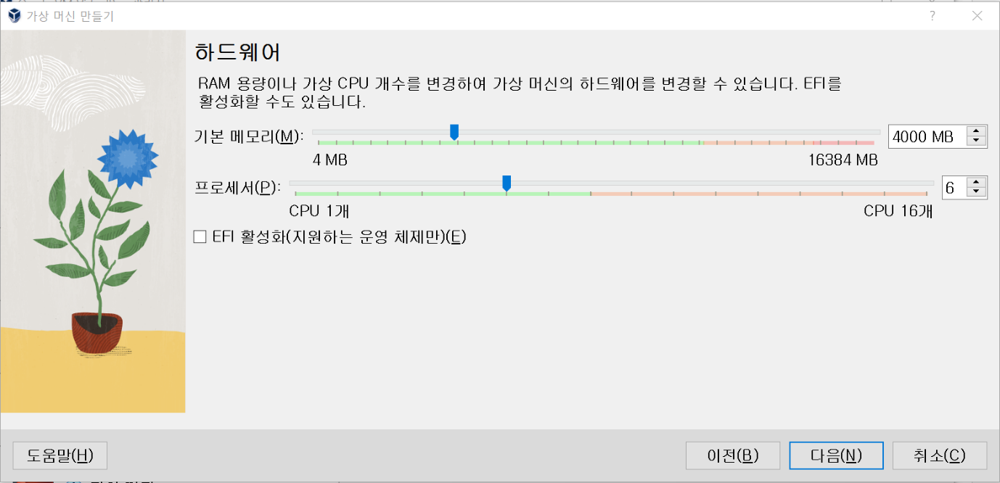 가상 머신 만들기
?
하드웨어
RAM 용량이나 가상 CPU 개수를 변경하여 가상 머신의 하드웨어를 변경할 수 있습니다. EFI를
활성화할 수도 있습니다.
기본 메모리(M):
4000 MB
4 MB
16384 MB
프로세서(P):
6
CPU 1개
CPU 16개
EFI 활성화(지원하는 운영 체제만)(E)
도움말(H)
이전(B)
다음(N)
취소(C)